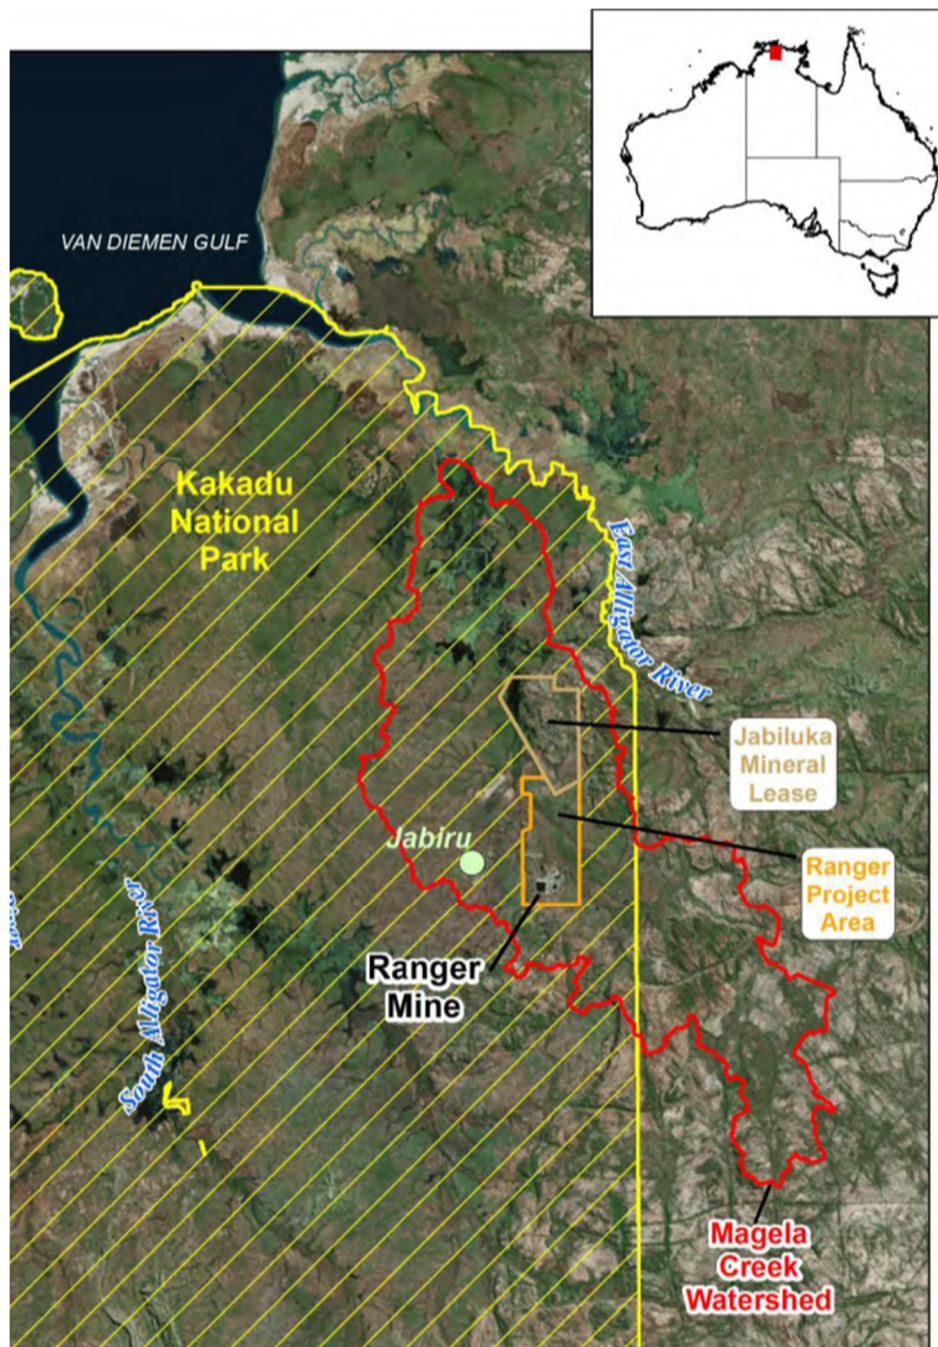 VAN DIEMEN GULF
Kakadu
National
Park
East Alligator River
Jabiluka
Mineral
Lease
Jabiru
Ranger
Project
Area
Ranger
Mine
South Alligator River
River
Magela
Creek
Watershed